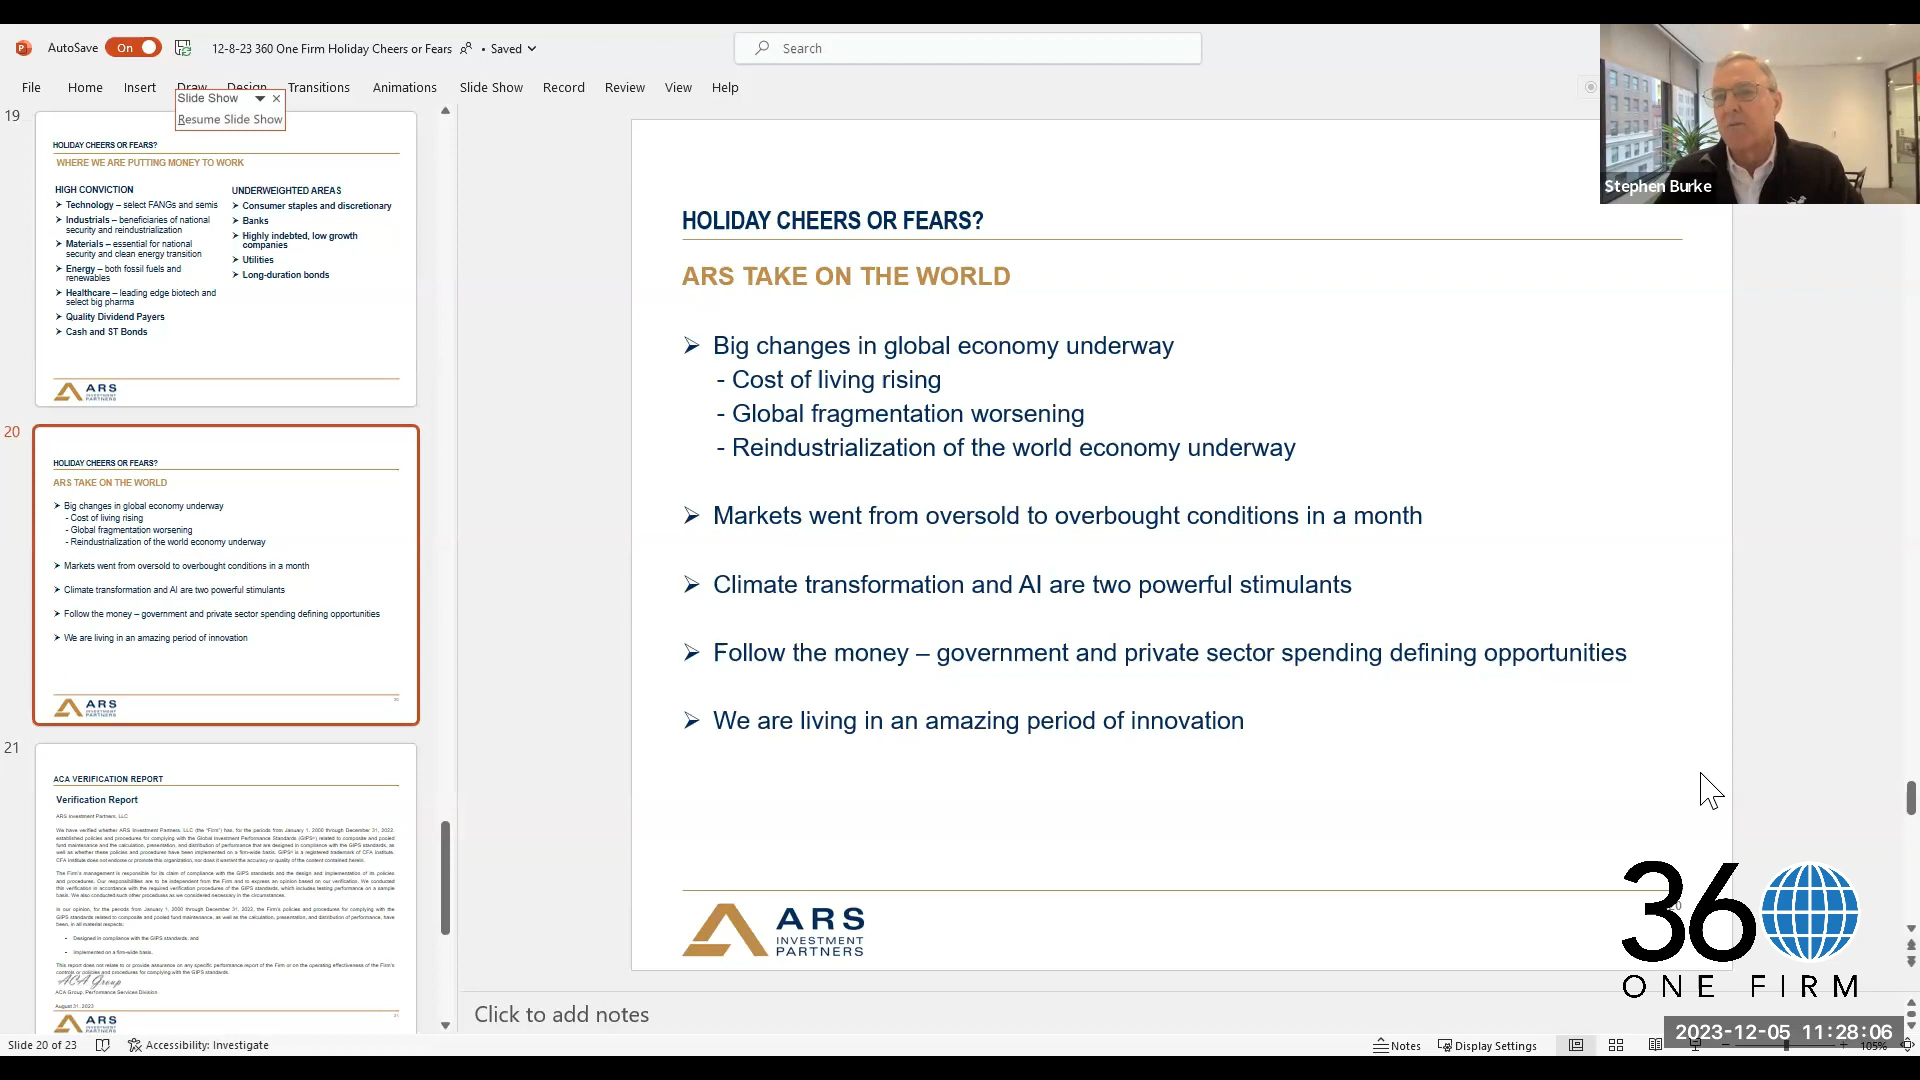 AutoSave
On
12-8-23 360 One Firm Holiday Cheers or Fears
• Saved
Search
File
Home
Insert
Draw
Design
Transitions
Animations
Slide Show
Record
Review
View
Help
Slide Show
Resume Slide Show
19
HOLIDAY CHEERS OR FEARS?
WHERE WE ARE PUTTING MONEY TO WORK
HIGH CONVICTION
➢ Technology – select FANGs and semis
➢ Industrials – beneficiaries of national
security and reindustrialization
➢ Materials – essential for national
security and clean energy transition
➢ Energy – both fossil fuels and
renewables
➢ Healthcare – leading edge biotech and
select big pharma
➢ Quality Dividend Payers
➢ Cash and ST Bonds
UNDERWEIGHTED AREAS
➢ Consumer staples and discretionary
➢ Banks
➢ Highly indebted, low growth
companies
➢ Utilities
➢ Long-duration bonds
ARS
INVESTMENT
PARTNERS
20
HOLIDAY CHEERS OR FEARS?
ARS TAKE ON THE WORLD
➢ Big changes in global economy underway
- Cost of living rising
- Global fragmentation worsening
- Reindustrialization of the world economy underway
➢ Markets went from oversold to overbought conditions in a month
➢ Climate transformation and AI are two powerful stimulants
➢ Follow the money – government and private sector spending defining opportunities
➢ We are living in an amazing period of innovation
ARS
INVESTMENT
PARTNERS
20
21
ACA VERIFICATION REPORT
Verification Report
ARS Investment Partners, LLC
We have verified whether ARS Investment Partners, LLC (the "Firm") has, for the periods from January 1, 2000 through December 31, 2022,
established policies and procedures for complying with the Global Investment Performance Standards (GIPS®) related to composite and pooled
fund maintenance and the calculation, presentation, and distribution of performance that are designed in compliance with the GIPS standards, as
well as whether these policies and procedures have been implemented on a firm-wide basis. GIPS® is a registered trademark of CFA Institute.
CFA Institute does not endorse or promote this organization, nor does it warrant the accuracy or quality of the content contained herein.
The Firm's management is responsible for its claim of compliance with the GIPS standards and the design and implementation of its policies
and procedures. Our responsibilities are to be independent from the Firm and to express an opinion based on our verification. We conducted
this verification in accordance with the required verification procedures of the GIPS standards, which includes testing performance on a sample
basis. We also conducted such other procedures as we considered necessary in the circumstances.
In our opinion, for the periods from January 1, 2000 through December 31, 2022, the Firm's policies and procedures for complying with the
GIPS standards related to composite and pooled fund maintenance, as well as the calculation, presentation, and distribution of performance, have
been, in all material respects:
• Designed in compliance with the GIPS standards, and
• Implemented on a firm-wide basis.
This report does not relate to or provide assurance on any specific performance report of the Firm or on the operating effectiveness of the Firm's
controls or policies and procedures for complying with the GIPS standards.
ACA Group
ACA Group, Performance Services Division
August 31, 2023
ARS
INVESTMENT
PARTNERS
21
HOLIDAY CHEERS OR FEARS?
ARS TAKE ON THE WORLD
➢ Big changes in global economy underway
- Cost of living rising
- Global fragmentation worsening
- Reindustrialization of the world economy underway
➢ Markets went from oversold to overbought conditions in a month
➢ Climate transformation and AI are two powerful stimulants
➢ Follow the money – government and private sector spending defining opportunities
➢ We are living in an amazing period of innovation
ARS
INVESTMENT
PARTNERS
20
Stephen Burke
360
ONE FIRM
Click to add notes
2023-12-05 11:28:06
Slide 20 of 23
Accessibility: Investigate
Notes
Display Settings
105%